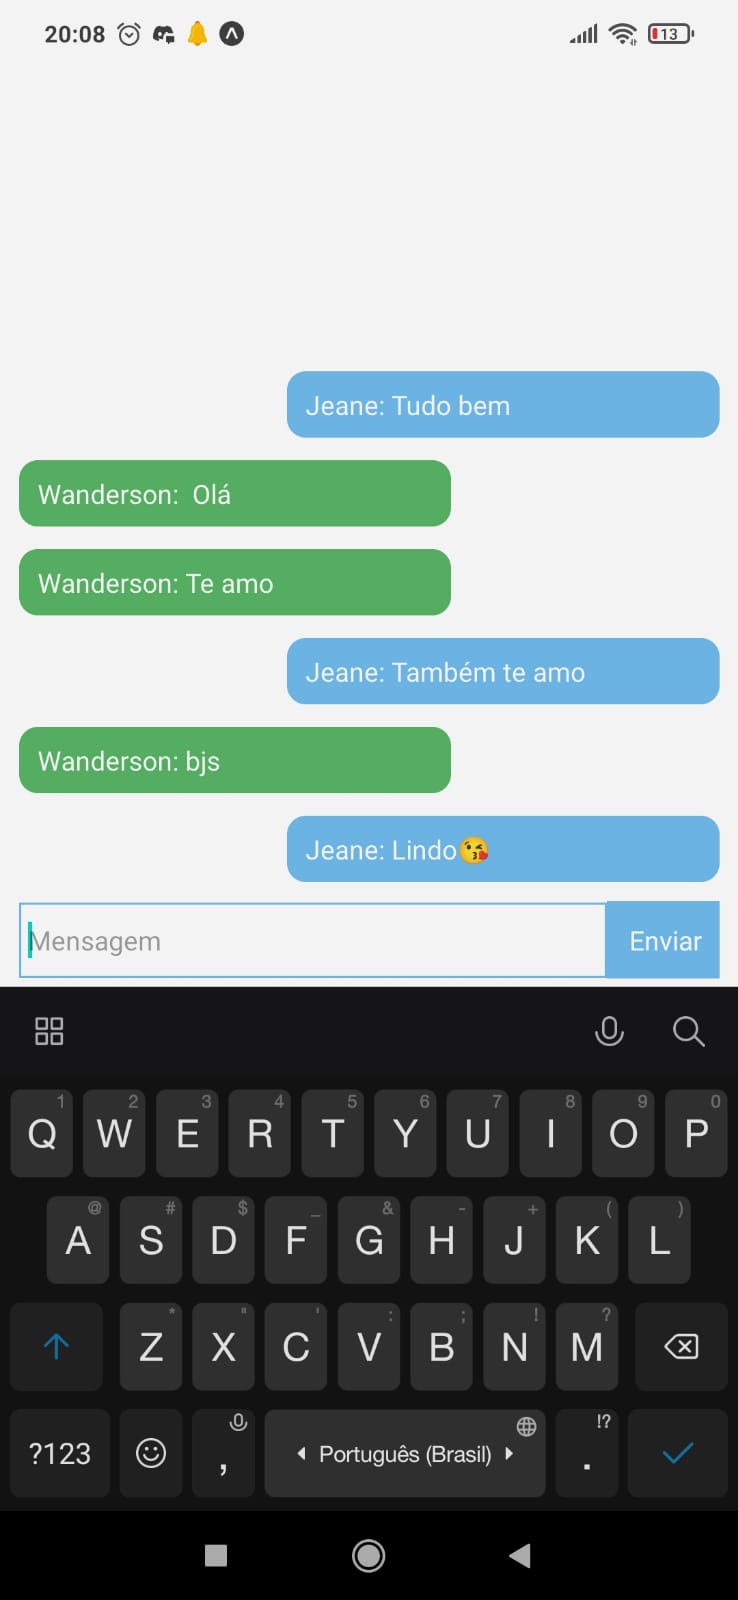 20:08
13
Jeane: Tudo bem
Wanderson:  Olá
Wanderson: Te amo
Jeane: Também te amo
Wanderson: bjs
Jeane: Lindo😘
Mensagem
Enviar
1 2 3 4 5 6 7 8 9 0
Q W E R T Y U I O P
@ # $ _ & - + ( )
A S D F G H J K L
* " ' : ; ! ?
Z X C V B N M
!?
?123 , Português (Brasil) .